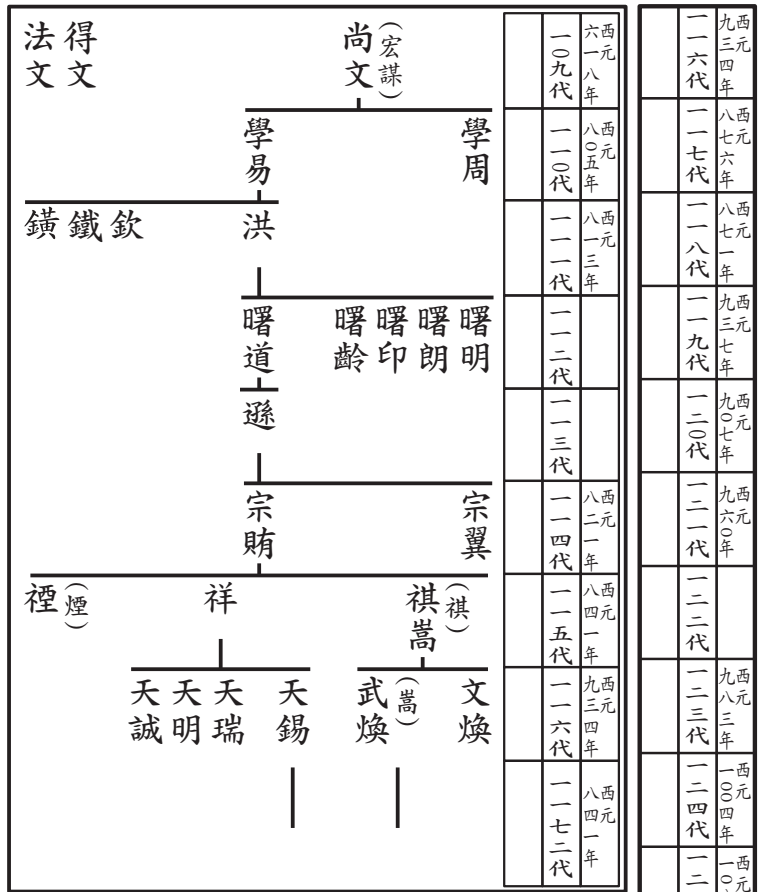 西元九三四年
一一六代
西元八七六年
一一七代
西元八七一年
一一八代
西元九三七年
一一九代
西元九〇七年
一二〇代
西元九六〇年
一二一代
一二二代
西元九八三年
一二三代
西元一〇〇四年
一二四代
西元一〇
一二
西元六一八年
一〇九代
西元八〇五年
一一〇代
西元八一三年
一一一代
一一二代
一一三代
西元八二一年
一一四代
西元八四一年
一一五代
西元九三四年
一一六代
西元八四一年
一一七二代
尚文(宏謀)
得文
法文
學周
學易
洪
欽
鐵
鐄
曙明
曙朗
曙印
曙齡
曙道
遜
宗翼
宗賄
祺嵩(祺)
祥
禋(煙)
文煥
武煥(嵩)
天錫
天瑞
天明
天誠